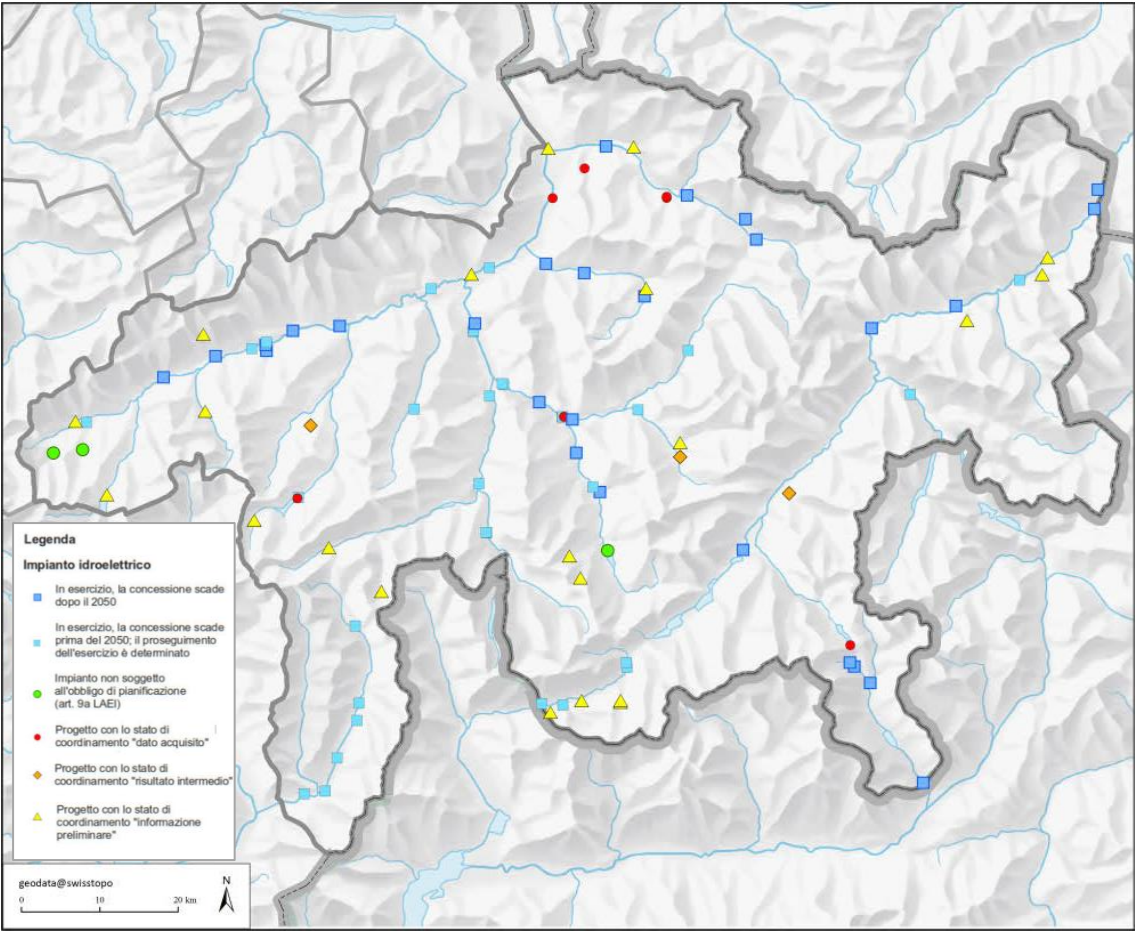 Legenda
Impianto idroelettrico
In esercizio, la concessione scade
dopo il 2050
In esercizio, la concessione scade
prima del 2050; il proseguimento
dell'esercizio è determinato
Impianto non soggetto
all'obbligo di pianificazione
(art. 9a LAEl)
Progetto con lo stato di
coordinamento "dato acquisito"
Progetto con lo stato di
coordinamento "risultato intermedio"
Progetto con lo stato di
coordinamento "informazione
preliminare"
geodata@swisstopo
N
0 10 20 km